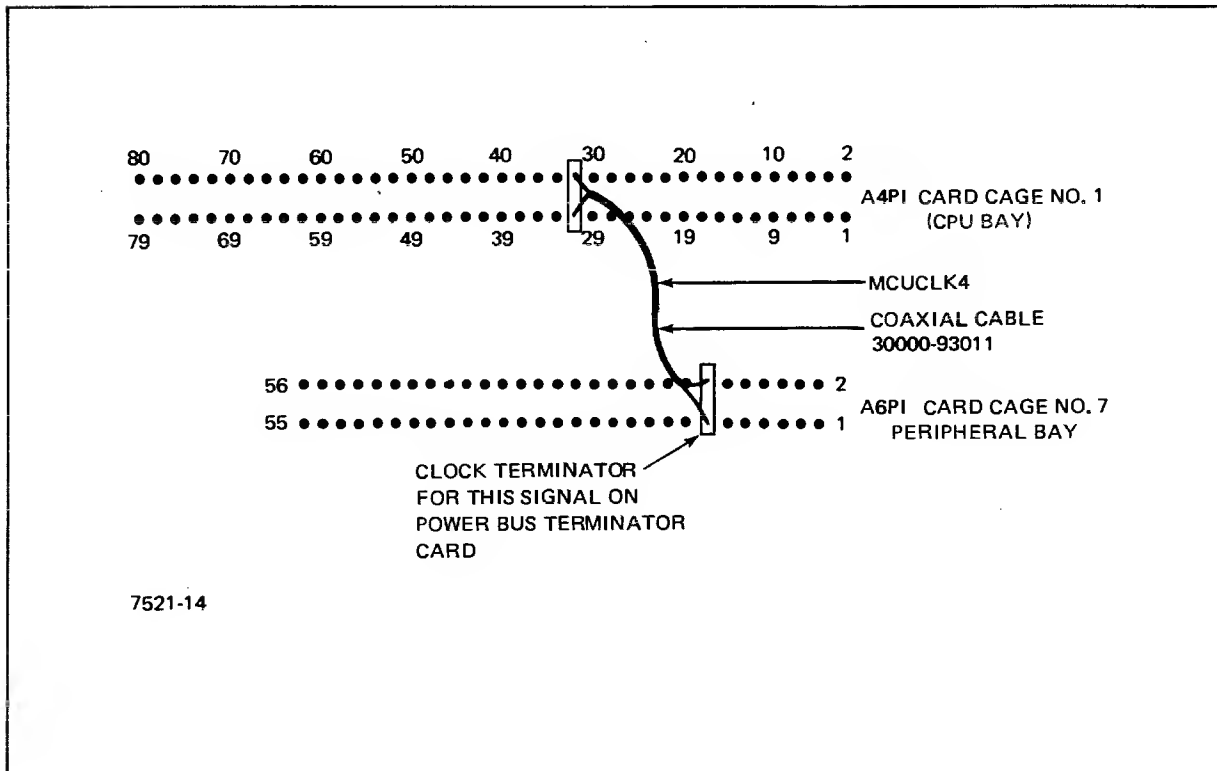 80 70 60 50 40 30 20 10 2
A4PI CARD CAGE NO. 1
(CPU BAY)
79 69 59 49 39 29 19 9 1
MCUCLK4
COAXIAL CABLE
30000-93011
56 2
A6PI CARD CAGE NO. 7
55 1
PERIPHERAL BAY
CLOCK TERMINATOR
FOR THIS SIGNAL ON
POWER BUS TERMINATOR
CARD
7521-14